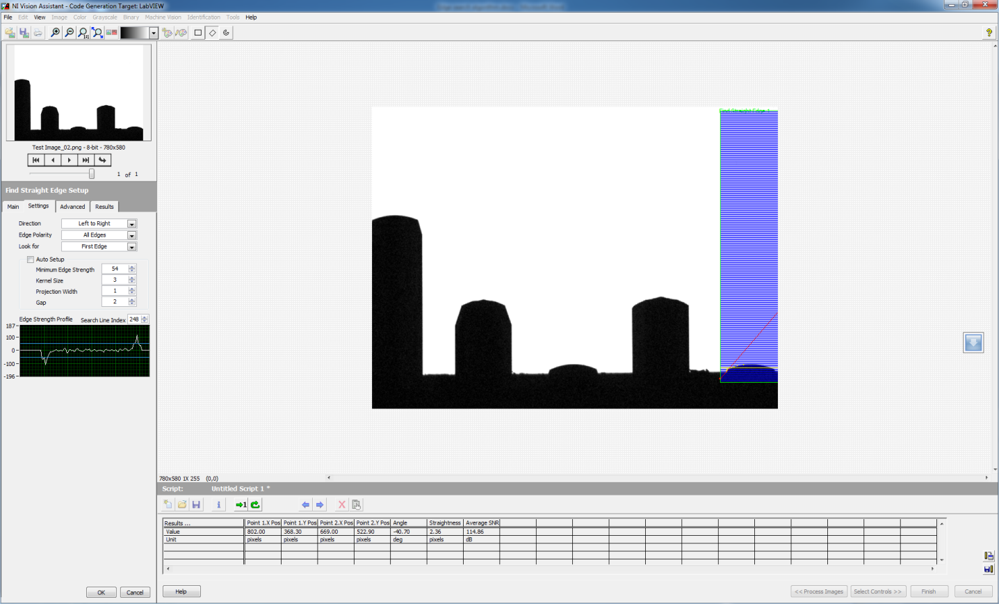 NI Vision Assistant - Code Generation Target: LabVIEW
File Edit View Image Color Grayscale Binary Machine Vision Identification Tools Help
1:1
?
Test Image_02.png - 8-bit - 780x580
1 of 1
Find Straight Edge Setup
Main Settings Advanced Results
Direction Left to Right
Edge Polarity All Edges
Look for First Edge
Auto Setup
Minimum Edge Strength 54
Kernel Size 3
Projection Width 1
Gap 2
Edge Strength Profile Search Line Index 248
187
100
0
-100
-196
Find Straight Edge 1
780x580 1X 255 (0,0)
Script: Untitled Script 1 *
1
Results ... Point 1.X Pos Point 1.Y Pos Point 2.X Pos Point 2.Y Pos Angle Straightness Average SNR
Value 802.00 368.30 669.00 522.90 -40.70 2.36 114.86
Unit pixels pixels pixels pixels deg pixels dB
OK Cancel Help << Process Images Select Controls >> Finish Cancel